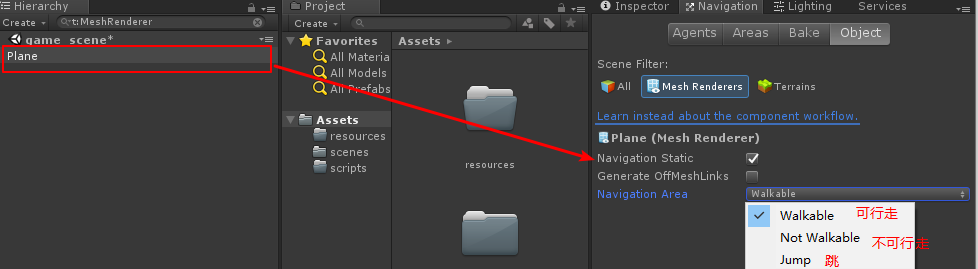 Hierarchy
Create
t:MeshRenderer
game_scene*
Plane
Project
Create
Favorites
All Materia
All Models
All Prefabs
Assets
resources
scenes
scripts
Assets
resources
Inspector
Navigation
Lighting
Services
Agents
Areas
Bake
Object
Scene Filter:
All
Mesh Renderers
Terrains
Learn instead about the component workflow.
Plane (Mesh Renderer)
Navigation Static
Generate OffMeshLinks
Navigation Area
Walkable
Walkable 可行走
Not Walkable 不可行走
Jump 跳